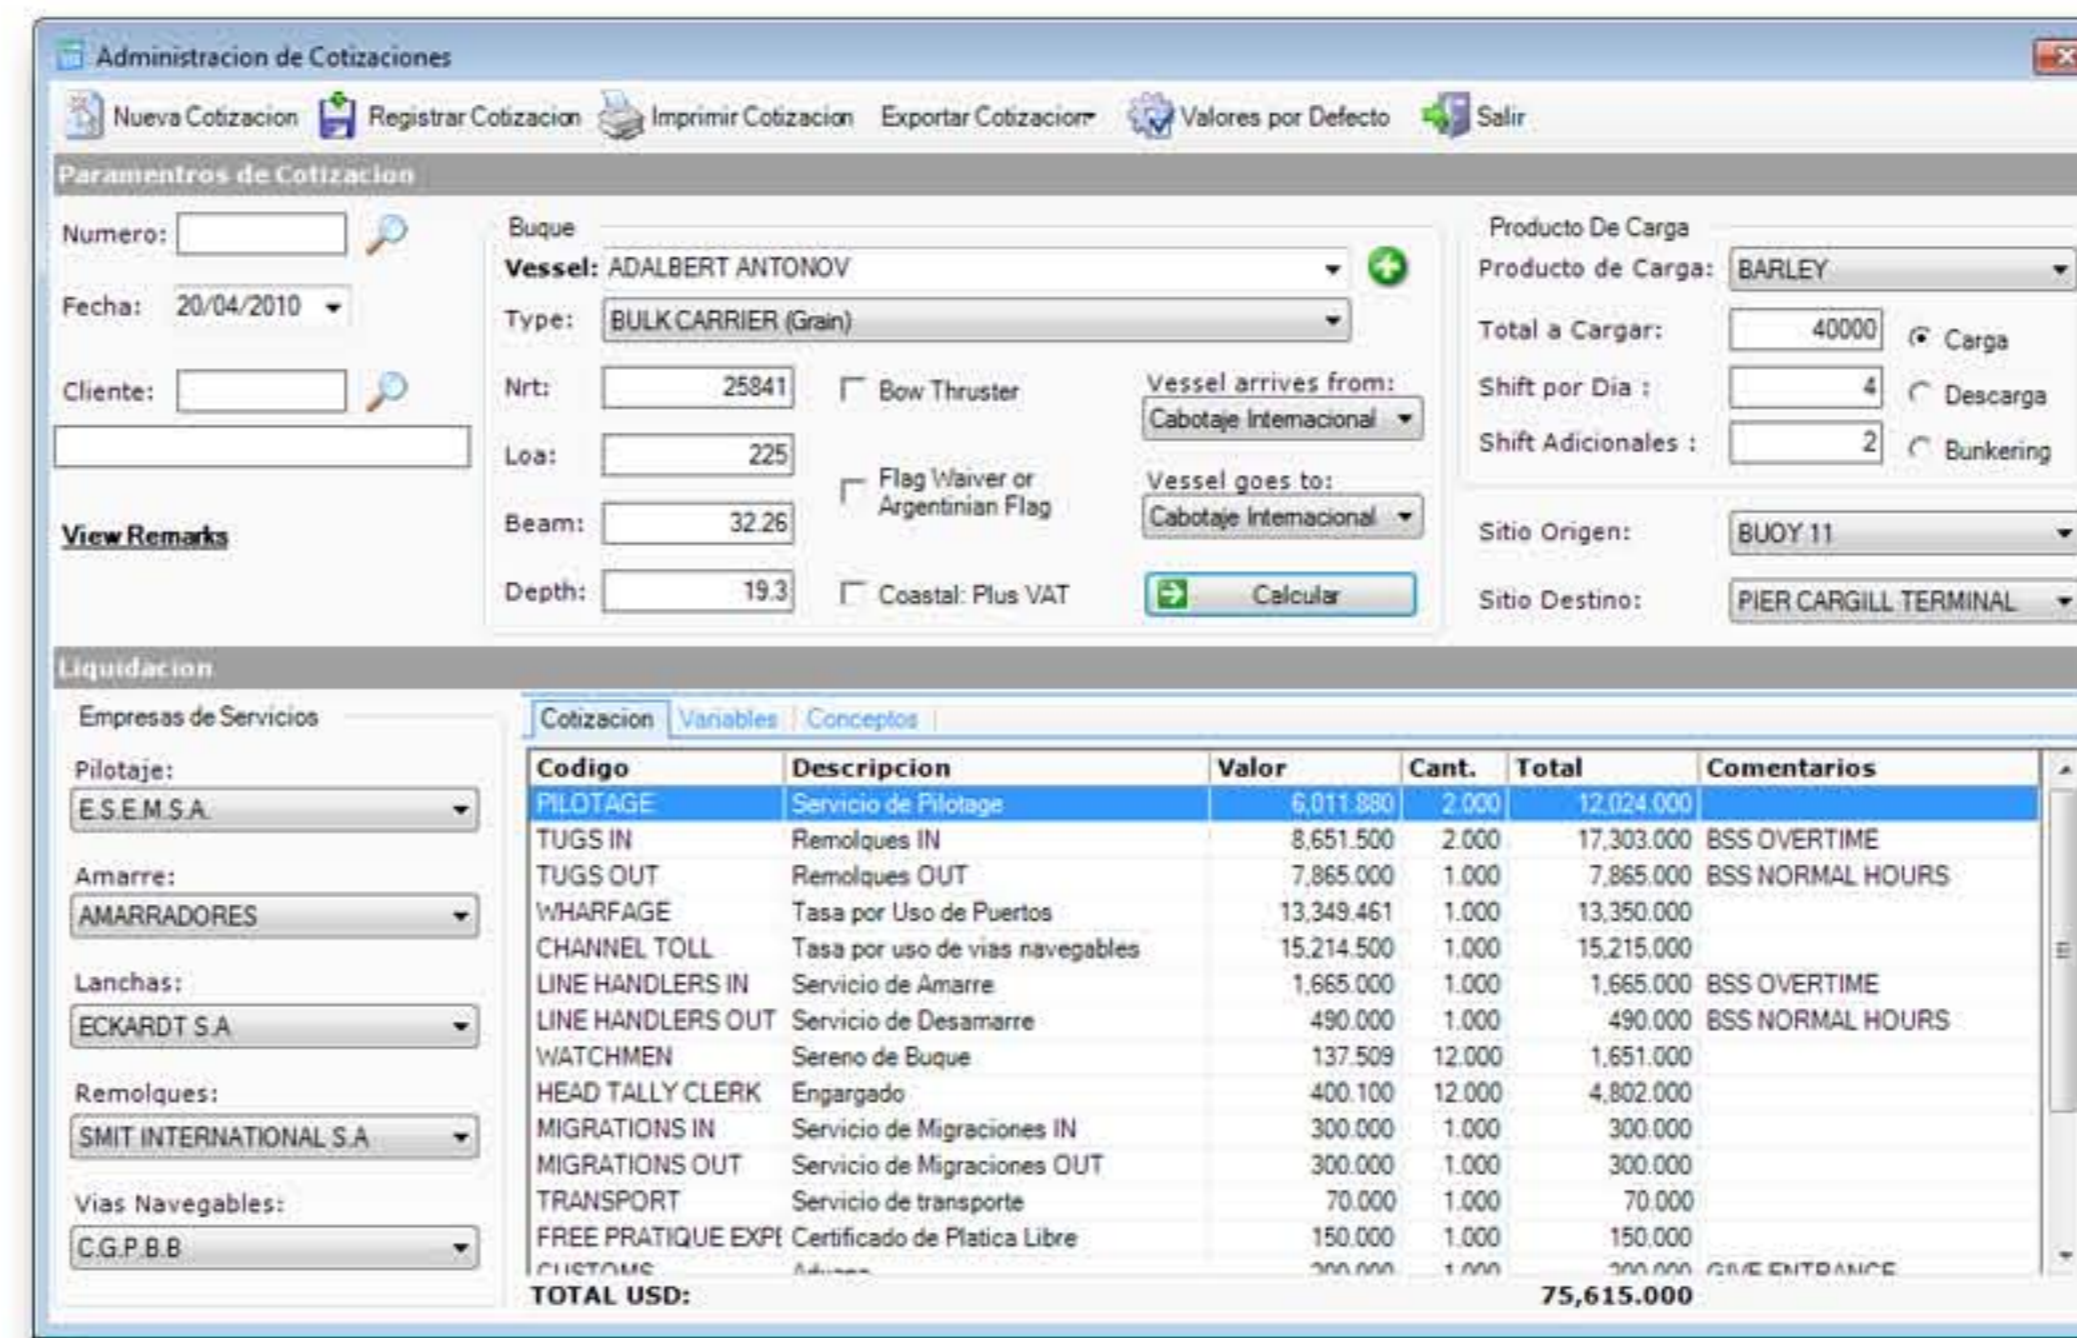 Administracion de Cotizaciones
Nueva Cotizacion Registrar Cotizacion Imprimir Cotizacion Exportar Cotizacion Valores por Defecto Salir
Paramentros de Cotizacion
Numero:
Fecha: 20/04/2010
Cliente:
View Remarks
Buque
Vessel: ADALBERT ANTONOV
Type: BULK CARRIER (Grain)
Nrt: 25841
Loa: 225
Beam: 32.26
Depth: 19.3
Bow Thruster
Flag Waiver or
Argentinian Flag
Coastal: Plus VAT
Vessel arrives from:
Cabotaje Internacional
Vessel goes to:
Cabotaje Internacional
Calcular
Producto De Carga
Producto de Carga: BARLEY
Total a Cargar: 40000
Shift por Dia : 4
Shift Adicionales : 2
Carga
Descarga
Bunkering
Sitio Origen: BUOY 11
Sitio Destino: PIER CARGILL TERMINAL
Liquidacion
Empresas de Servicios
Pilotaje:
E.S.E.M.S.A.
Amarre:
AMARRADORES
Lanchas:
ECKARDT S.A
Remolques:
SMIT INTERNATIONAL S.A
Vias Navegables:
C.G.P.B.B
Cotizacion Variables Conceptos
Codigo Descripcion Valor Cant. Total Comentarios
PILOTAGE Servicio de Pilotage 6,011.880 2.000 12,024.000
TUGS IN Remolques IN 8,651.500 2.000 17,303.000 BSS OVERTIME
TUGS OUT Remolques OUT 7,865.000 1.000 7,865.000 BSS NORMAL HOURS
WHARFAGE Tasa por Uso de Puertos 13,349.461 1.000 13,350.000
CHANNEL TOLL Tasa por uso de vias navegables 15,214.500 1.000 15,215.000
LINE HANDLERS IN Servicio de Amarre 1,665.000 1.000 1,665.000 BSS OVERTIME
LINE HANDLERS OUT Servicio de Desamarre 490.000 1.000 490.000 BSS NORMAL HOURS
WATCHMEN Sereno de Buque 137.509 12.000 1,651.000
HEAD TALLY CLERK Engargado 400.100 12.000 4,802.000
MIGRATIONS IN Servicio de Migraciones IN 300.000 1.000 300.000
MIGRATIONS OUT Servicio de Migraciones OUT 300.000 1.000 300.000
TRANSPORT Servicio de transporte 70.000 1.000 70.000
FREE PRATIQUE EXPE Certificado de Platica Libre 150.000 1.000 150.000
CUSTOMS Aduana 200.000 1.000 200.000 GIVE ENTRANCE
TOTAL USD: 75,615.000